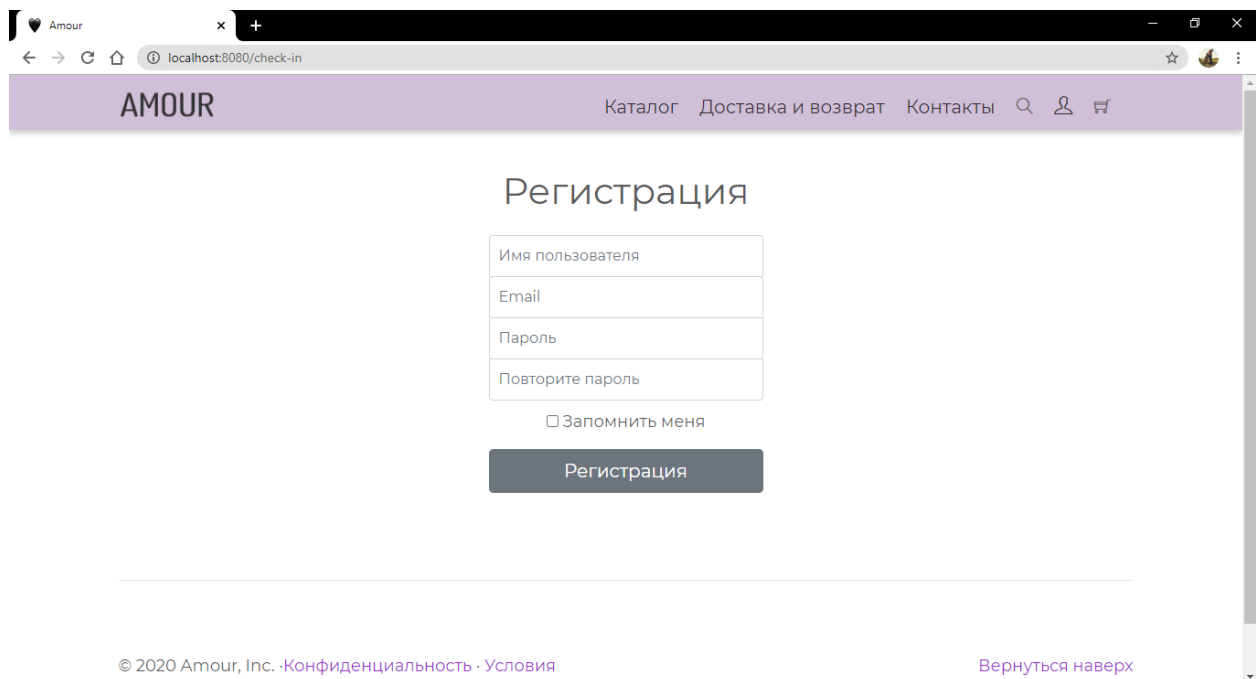 Amour
localhost:8080/check-in
AMOUR Каталог Доставка и возврат Контакты
Регистрация
Имя пользователя
Email
Пароль
Повторите пароль
Запомнить меня
Регистрация
© 2020 Amour, Inc. ·Конфиденциальность · Условия Вернуться наверх